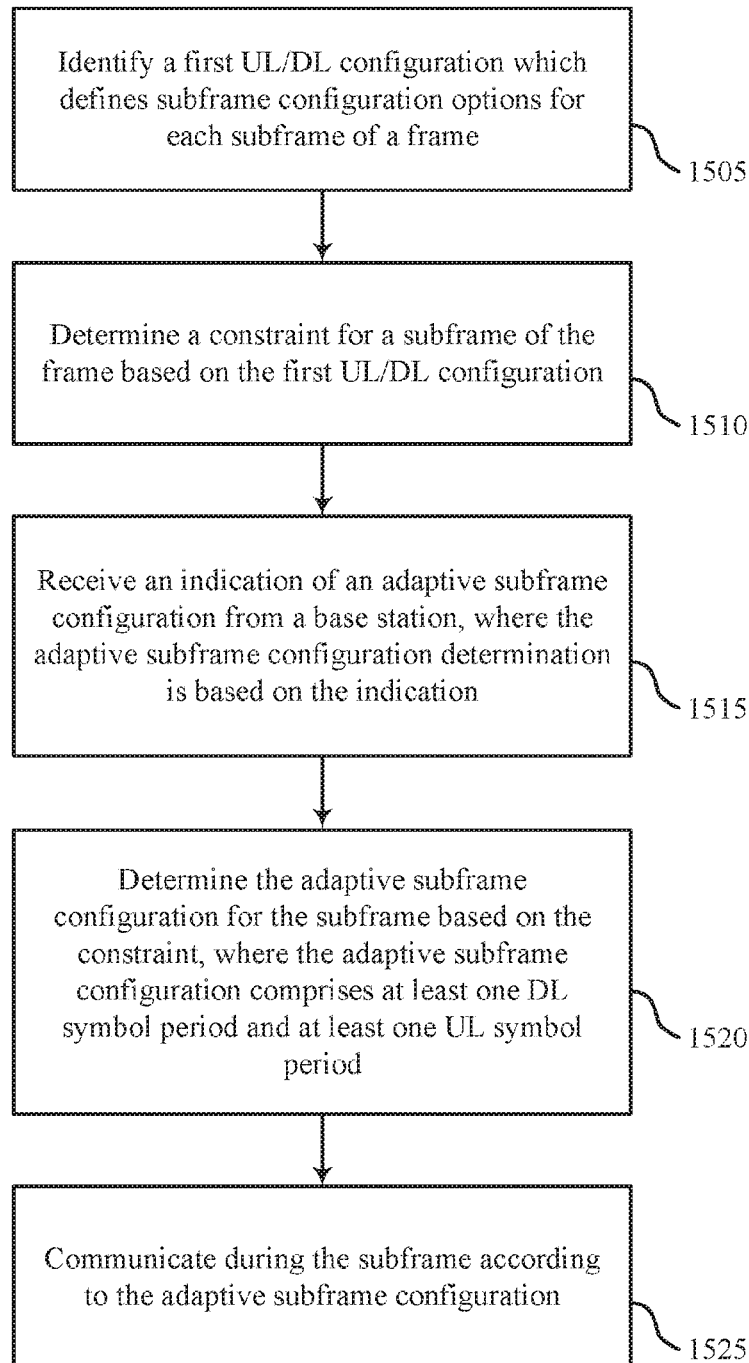 Identify a first UL/DL configuration which
defines subframe configuration options for
each subframe of a frame
1505
Determine a constraint for a subframe of the
frame based on the first UL/DL configuration
1510
Receive an indication of an adaptive subframe
configuration from a base station, where the
adaptive subframe configuration determination
is based on the indication
1515
Determine the adaptive subframe
configuration for the subframe based on the
constraint, where the adaptive subframe
configuration comprises at least one DL
symbol period and at least one UL symbol
period
1520
Communicate during the subframe according
to the adaptive subframe configuration
1525